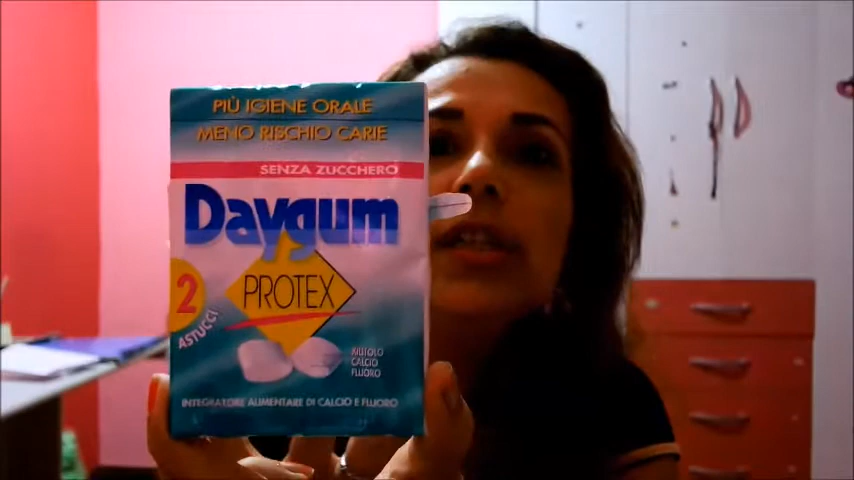 PIÙ IGIENE ORALE
MENO RISCHIO CARIE
SENZA ZUCCHERO
Daygum
PROTEX
2
ASTUCCI
XILITOLO
CALCIO
FLUORO
INTEGRATORE ALIMENTARE DI CALCIO E FLUORO